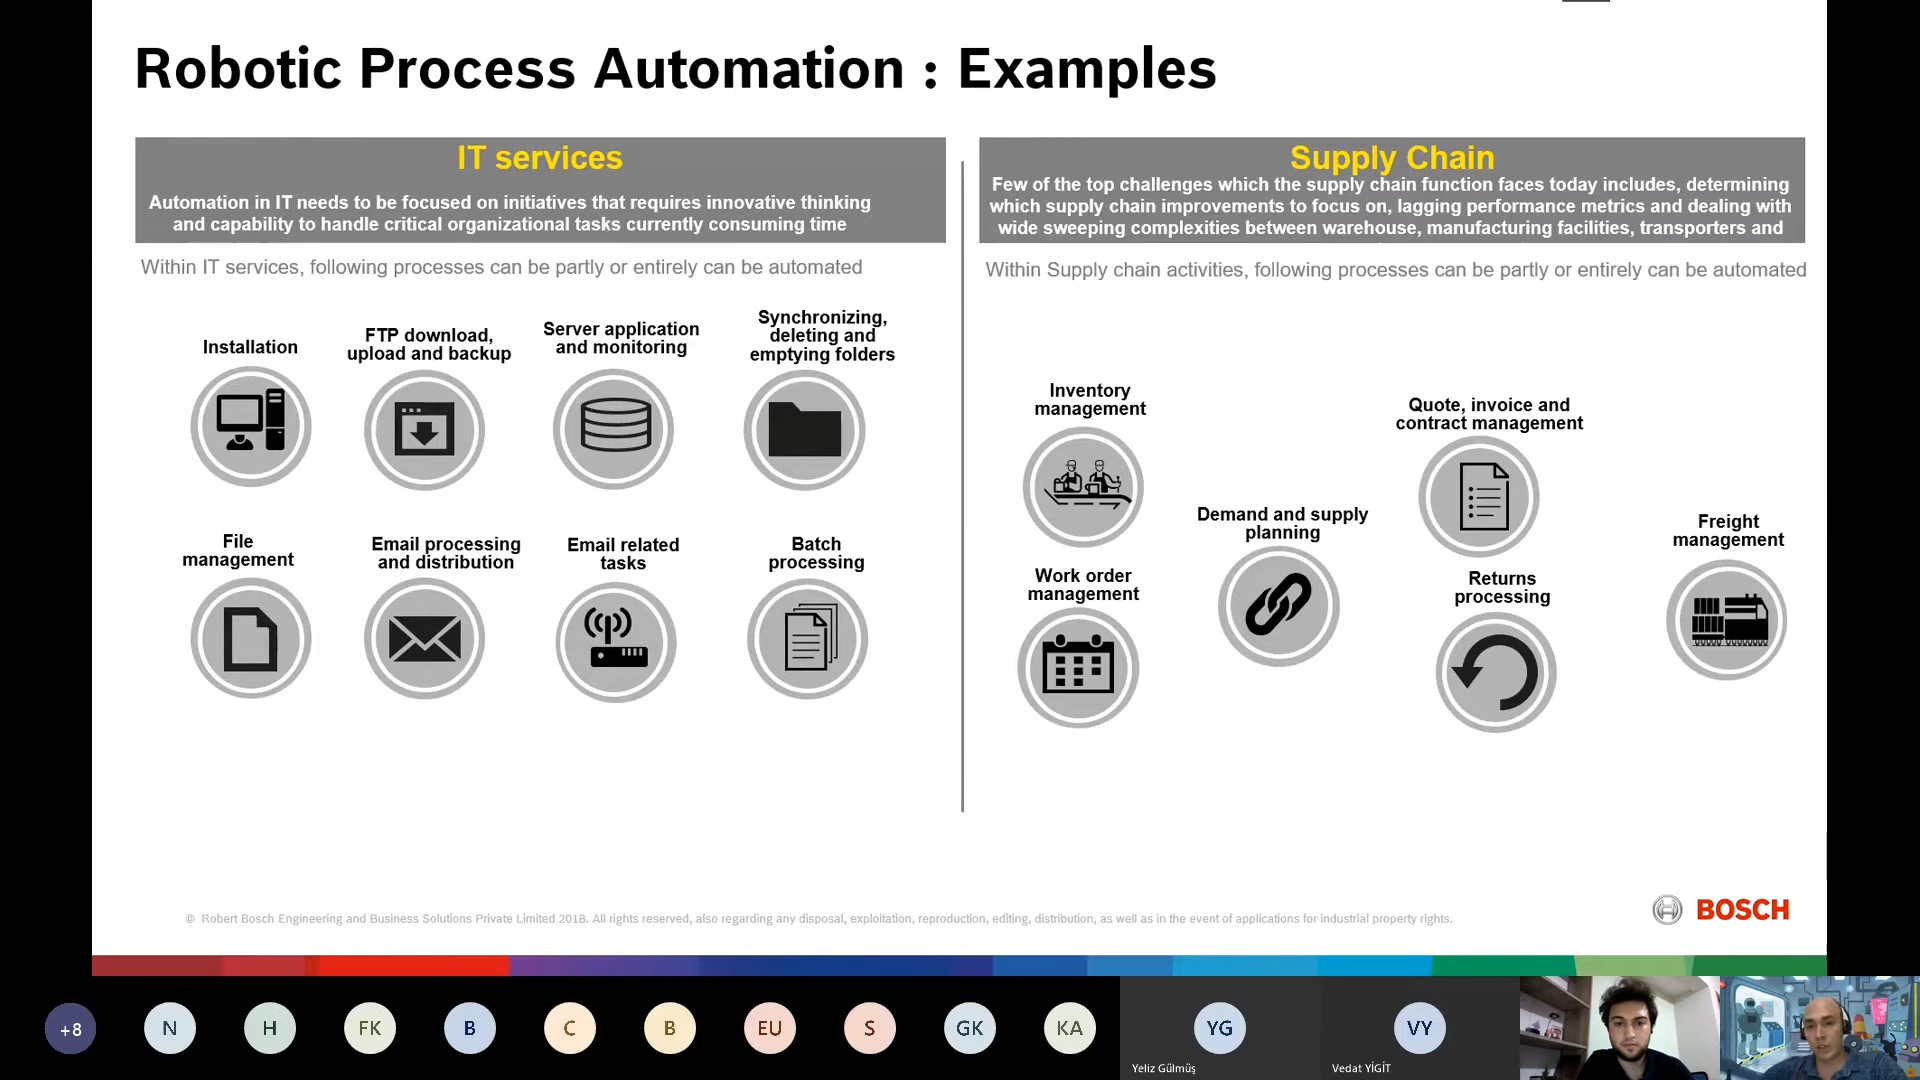 Robotic Process Automation : Examples
IT services
Automation in IT needs to be focused on initiatives that requires innovative thinking
and capability to handle critical organizational tasks currently consuming time
Within IT services, following processes can be partly or entirely can be automated
Installation
FTP download,
upload and backup
Server application
and monitoring
Synchronizing,
deleting and
emptying folders
File
management
Email processing
and distribution
Email related
tasks
Batch
processing
Supply Chain
Few of the top challenges which the supply chain function faces today includes, determining
which supply chain improvements to focus on, lagging performance metrics and dealing with
wide sweeping complexities between warehouse, manufacturing facilities, transporters and
Within Supply chain activities, following processes can be partly or entirely can be automated
Inventory
management
Quote, invoice and
contract management
Demand and supply
planning
Freight
management
Work order
management
Returns
processing
© Robert Bosch Engineering and Business Solutions Private Limited 2018. All rights reserved, also regarding any disposal, exploitation, reproduction, editing, distribution, as well as in the event of applications for industrial property rights.
BOSCH
+8
N
H
FK
B
C
B
EU
S
GK
KA
YG
Yeliz Gülmüş
VY
Vedat YİGİT